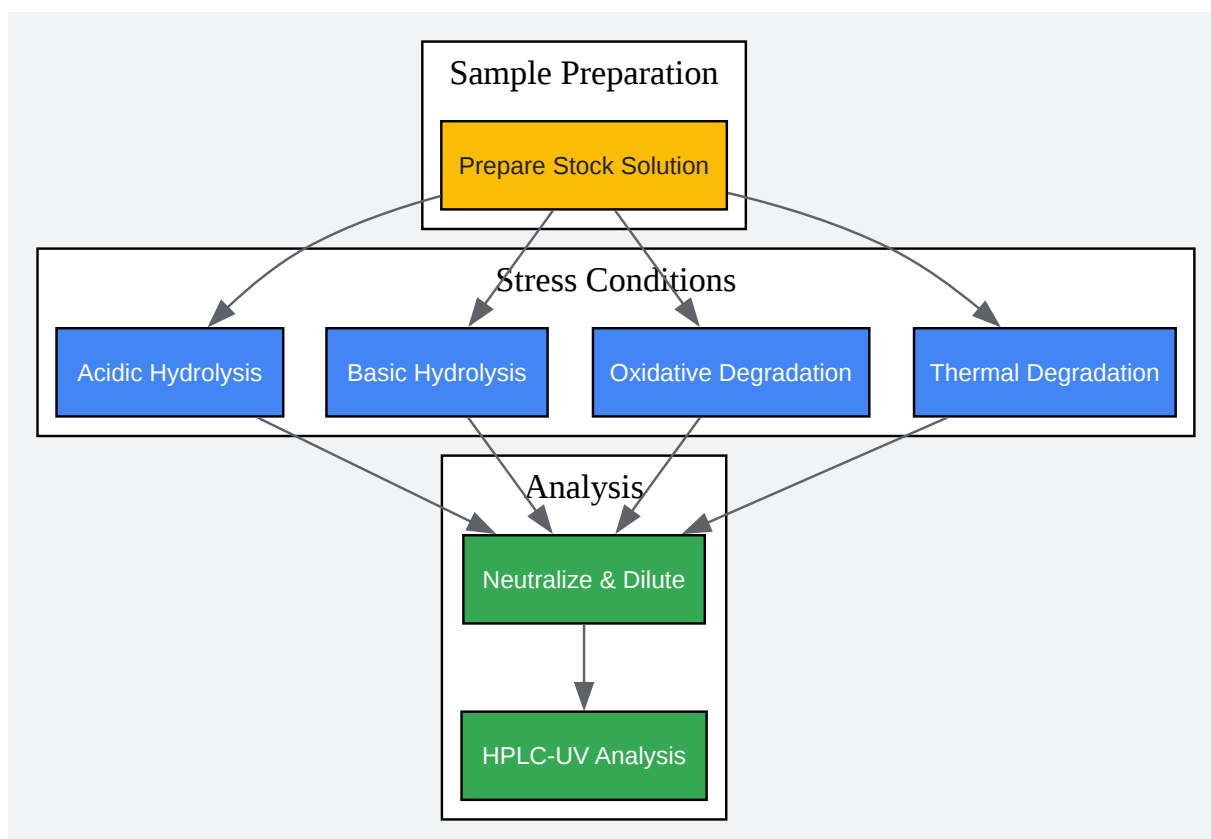 Sample Preparation
Prepare Stock Solution
Stress Conditions
Acidic Hydrolysis
Basic Hydrolysis
Oxidative Degradation
Thermal Degradation
Analysis
Neutralize & Dilute
HPLC-UV Analysis